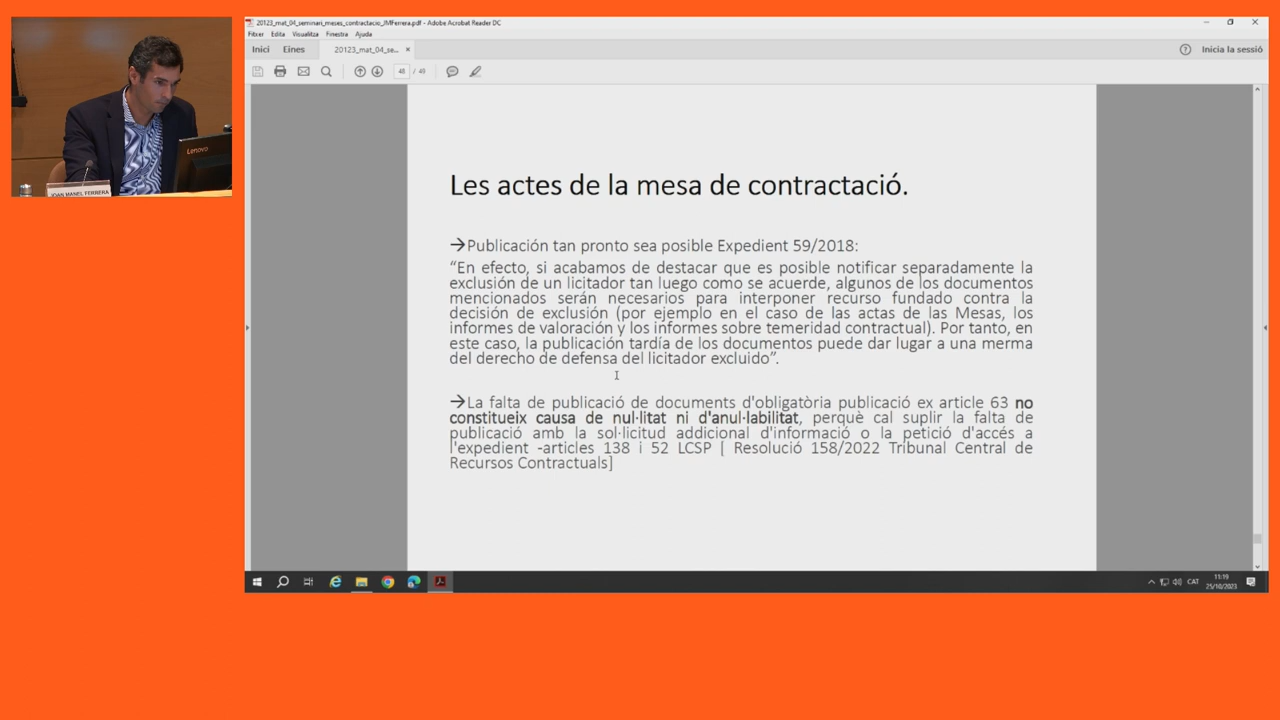 20123_mat_04_seminari_meses_contractacio_JMFerrera.pdf - Adobe Acrobat Reader DC
Fitxer Edita Visualitza Finestra Ajuda
Inici Eines 20123_mat_04_se... × Inicia la sessió
48 / 49
Lenovo
JOAN MANEL FERRERA
Les actes de la mesa de contractació.
→Publicación tan pronto sea posible Expedient 59/2018:
“En efecto, si acabamos de destacar que es posible notificar separadamente la
exclusión de un licitador tan luego como se acuerde, algunos de los documentos
mencionados serán necesarios para interponer recurso fundado contra la
decisión de exclusión (por ejemplo en el caso de las actas de las Mesas, los
informes de valoración y los informes sobre temeridad contractual). Por tanto, en
este caso, la publicación tardía de los documentos puede dar lugar a una merma
del derecho de defensa del licitador excluido”.
→La falta de publicació de documents d'obligatòria publicació ex article 63 no
constitueix causa de nul·litat ni d'anul·labilitat, perquè cal suplir la falta de
publicació amb la sol·licitud addicional d'informació o la petició d'accés a
l'expedient -articles 138 i 52 LCSP [ Resolució 158/2022 Tribunal Central de
Recursos Contractuals]
CAT
11:19
25/10/2023